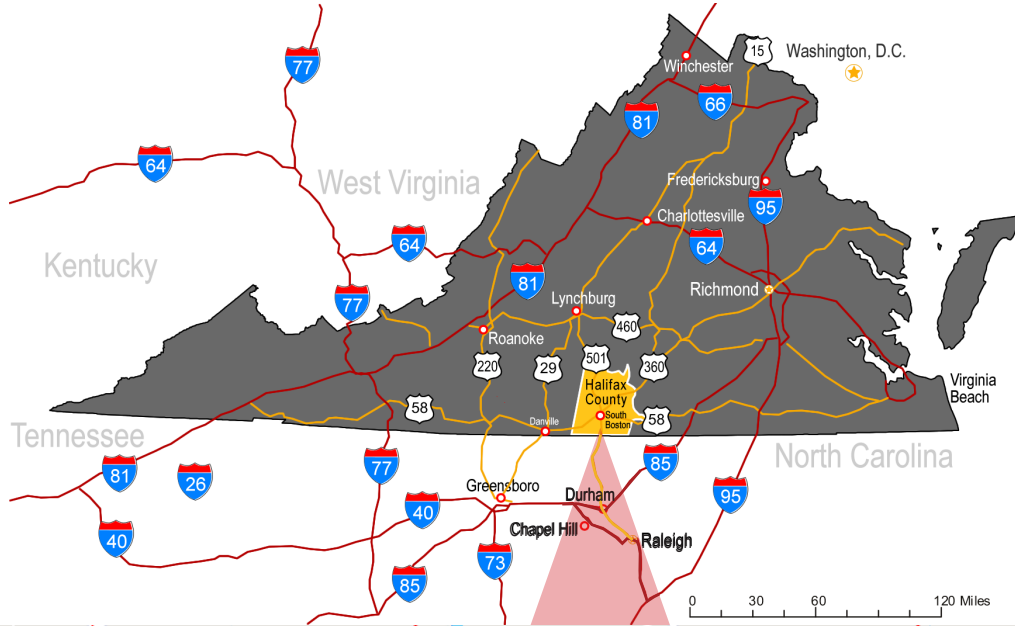 15
Washington, D.C.
77
Winchester
66
81
64
West Virginia
Fredericksburg
95
Charlottesville
64
64
Kentucky
81
Richmond
77
Lynchburg
460
Roanoke
501
220
29
360
Halifax
County
Virginia
Beach
58
South
Boston
58
Danville
Tennessee
North Carolina
81
26
77
85
Greensboro
95
Durham
40
Chapel Hill
40
Raleigh
73
85
0 30 60 120 Miles